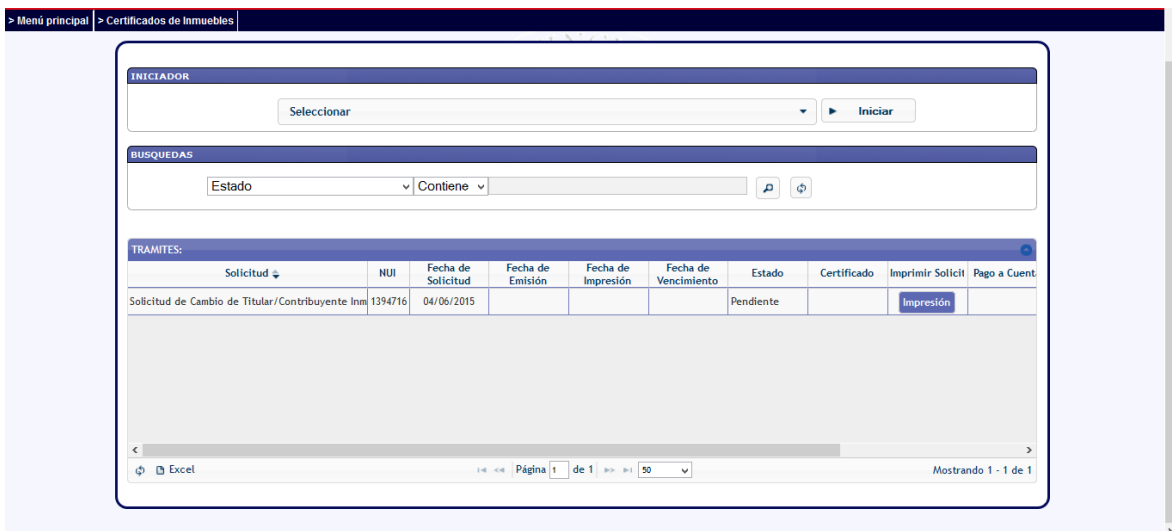 > Menú principal > Certificados de Inmuebles
INICIADOR
Seleccionar Iniciar
BUSQUEDAS
Estado Contiene
TRAMITES:
Solicitud NUI Fecha de Solicitud Fecha de Emisión Fecha de Impresión Fecha de Vencimiento Estado Certificado Imprimir Solicit Pago a Cuent
Solicitud de Cambio de Titular/Contribuyente Inm 1394716 04/06/2015 Pendiente Impresión
Excel Página 1 de 1 50 Mostrando 1 - 1 de 1